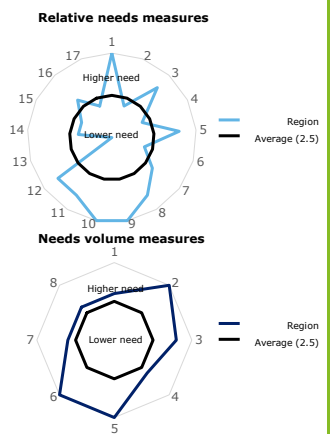 Relative needs measures
1
17
2
16
Higher need
3
15
4
14
Lower need
5
Region
Average (2.5)
13
6
12
7
11
8
10
9
Needs volume measures
1
8
Higher need
2
7
Lower need
3
Region
Average (2.5)
6
4
5